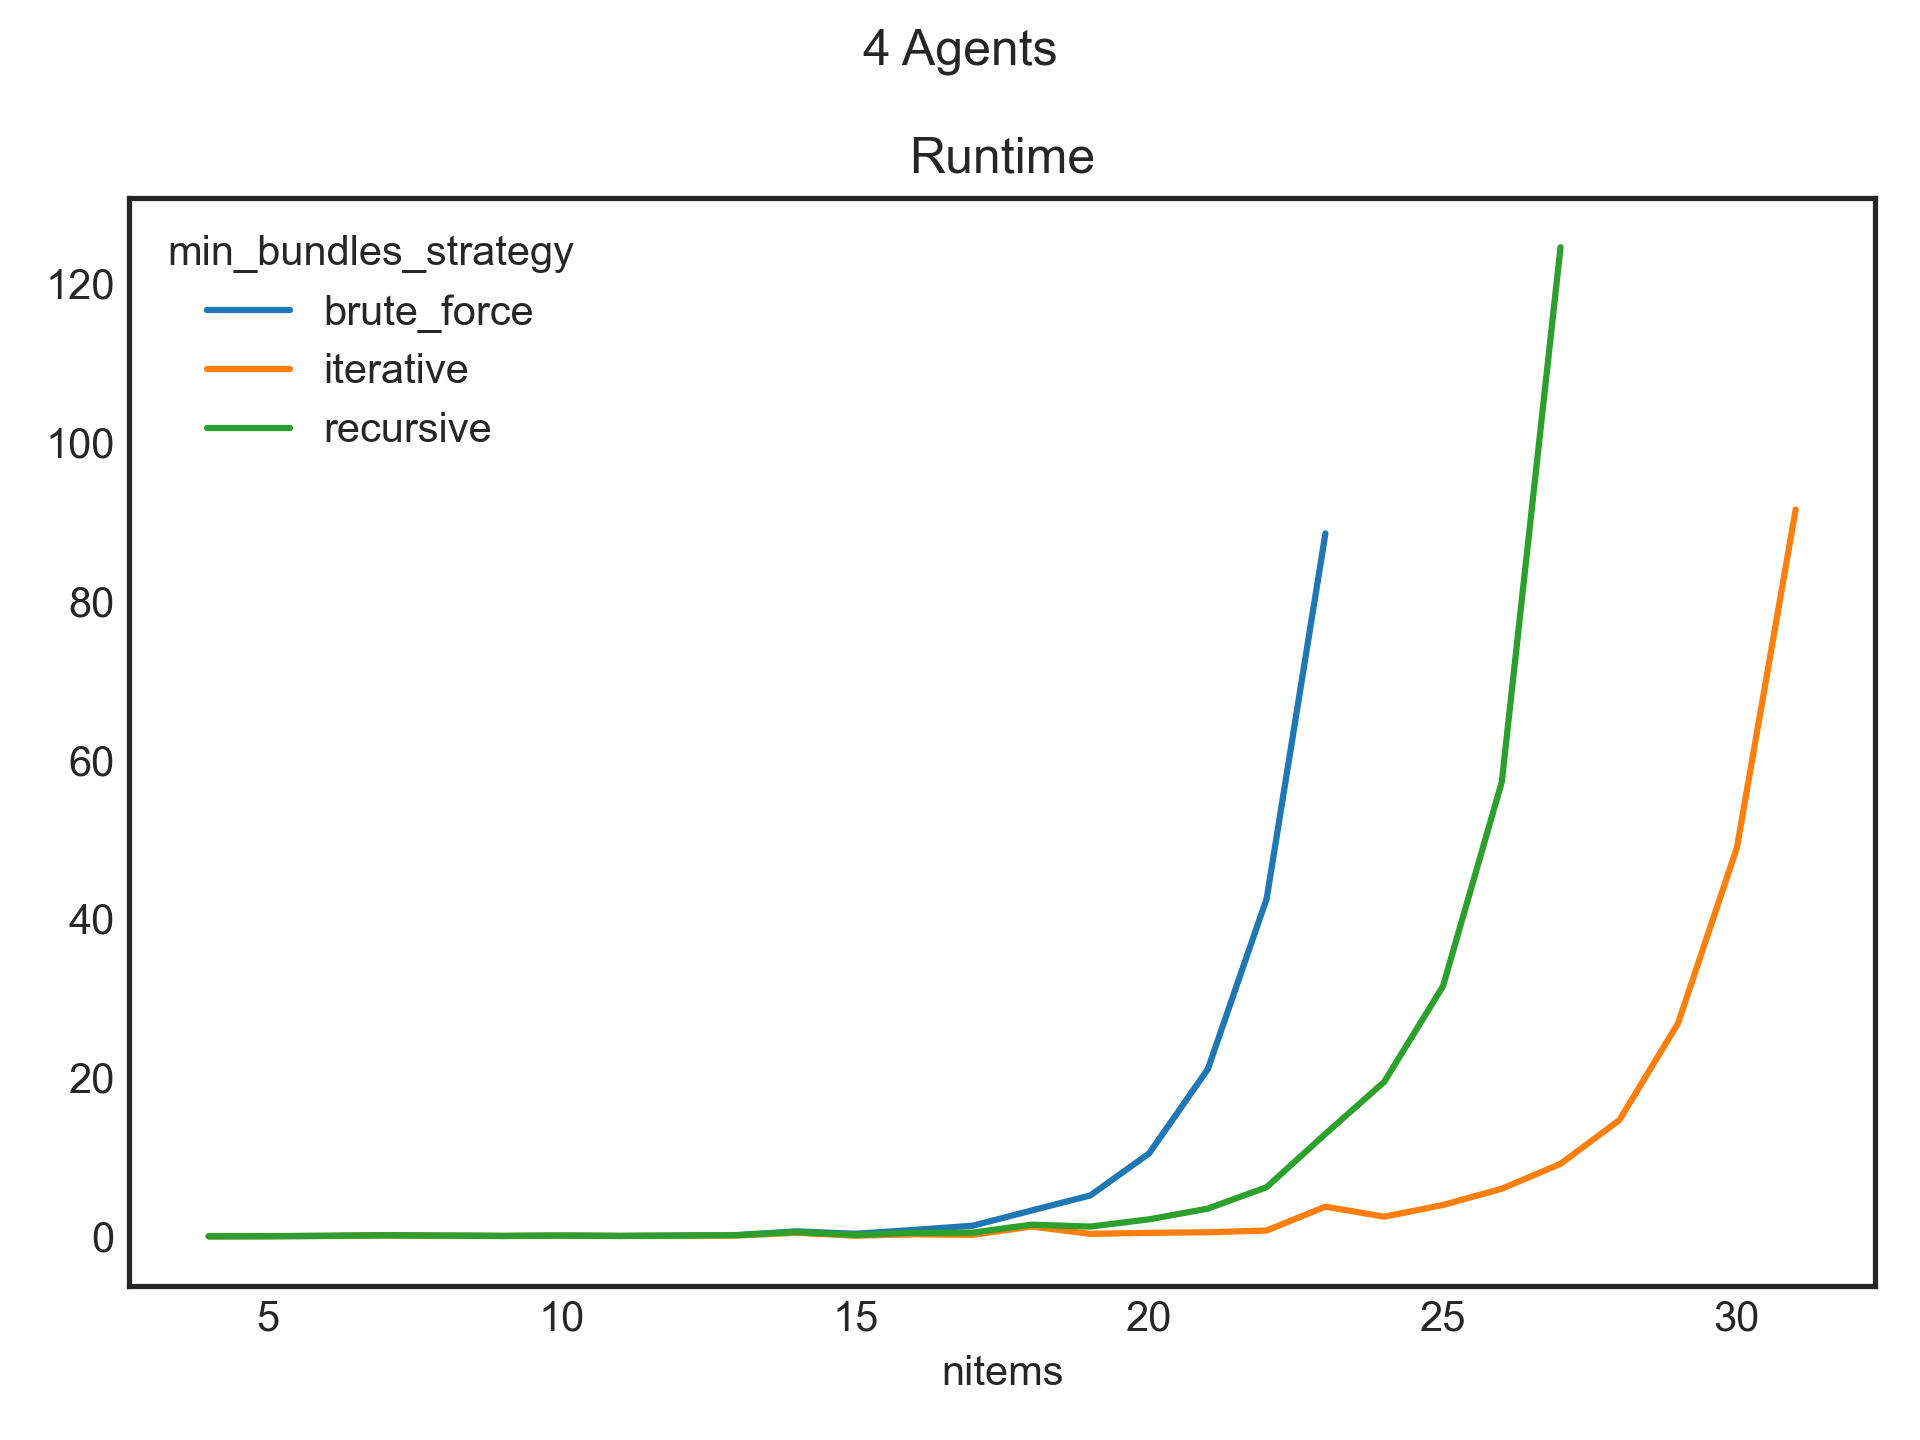 4 Agents
Runtime
min_bundles_strategy
brute_force
iterative
recursive
120
100
80
60
40
20
0
5 10 15 20 25 30
nitems